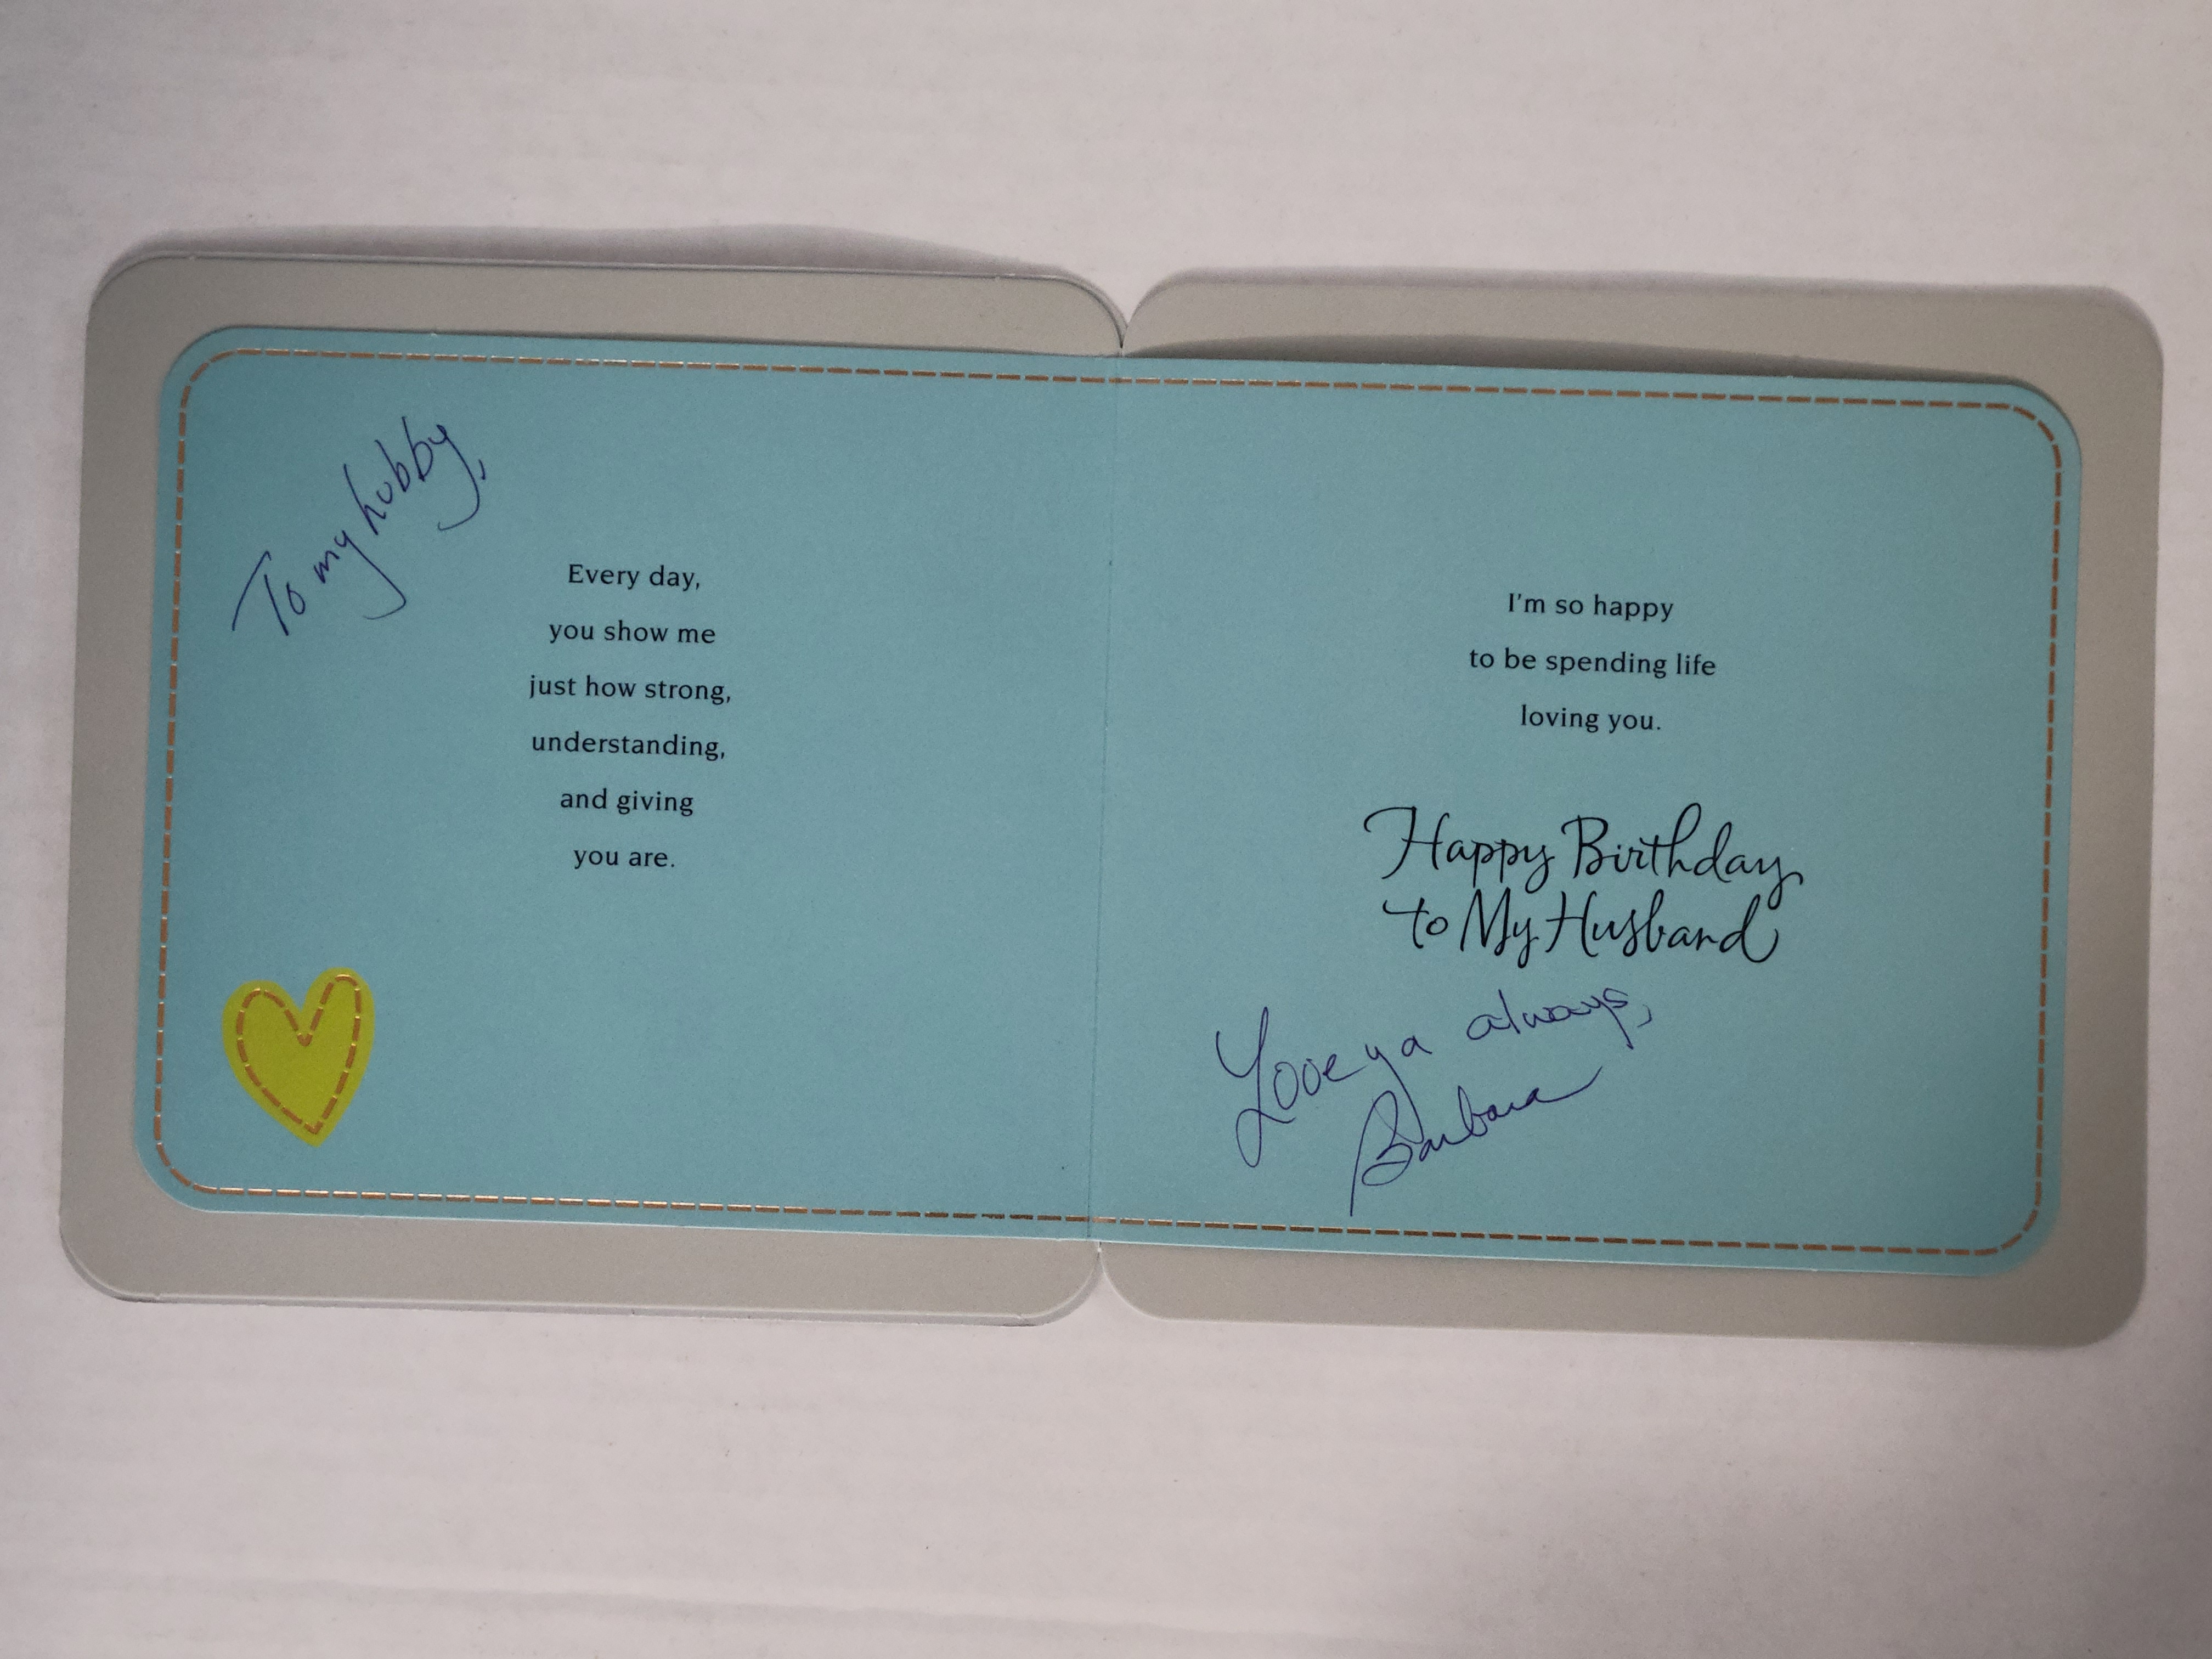 To my hubby,
Every day,
you show me
just how strong,
understanding,
and giving
you are.
I'm so happy
to be spending life
loving you.
Happy Birthday
to My Husband
Love ya always,
Barbara